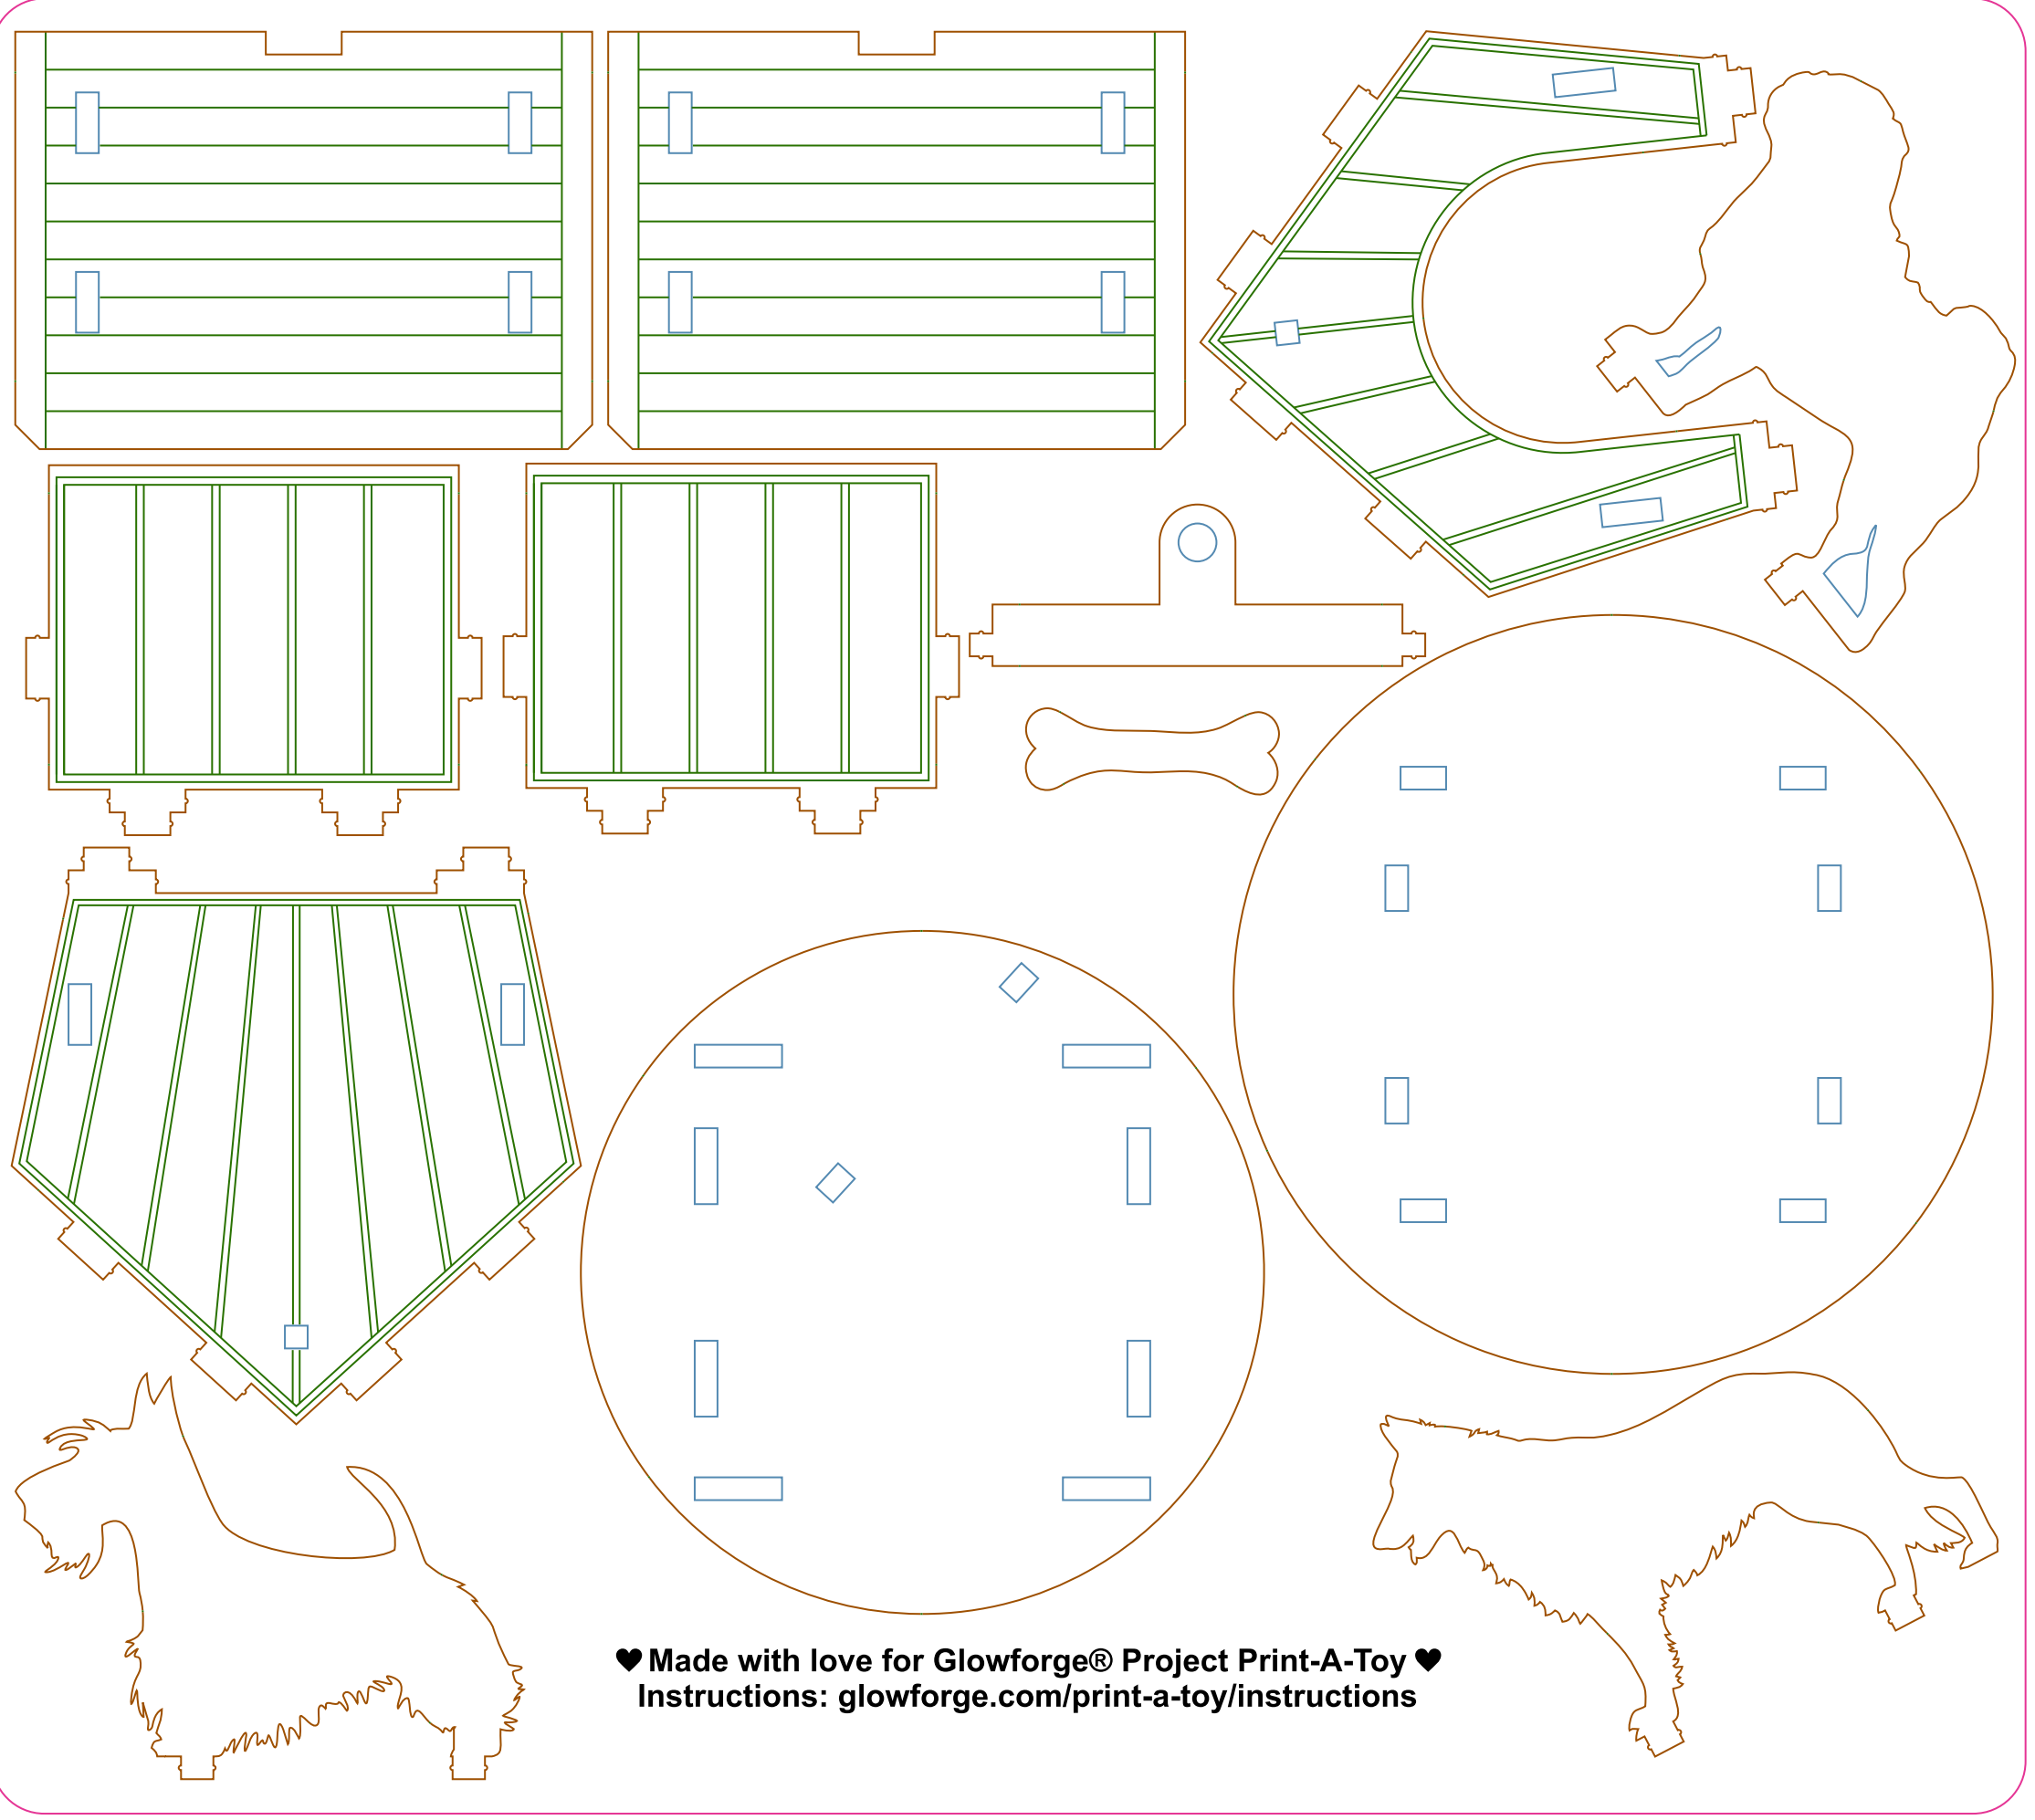 ♥ Made with love for Glowforge® Project Print-A-Toy ♥
Instructions: glowforge.com/print-a-toy/instructions